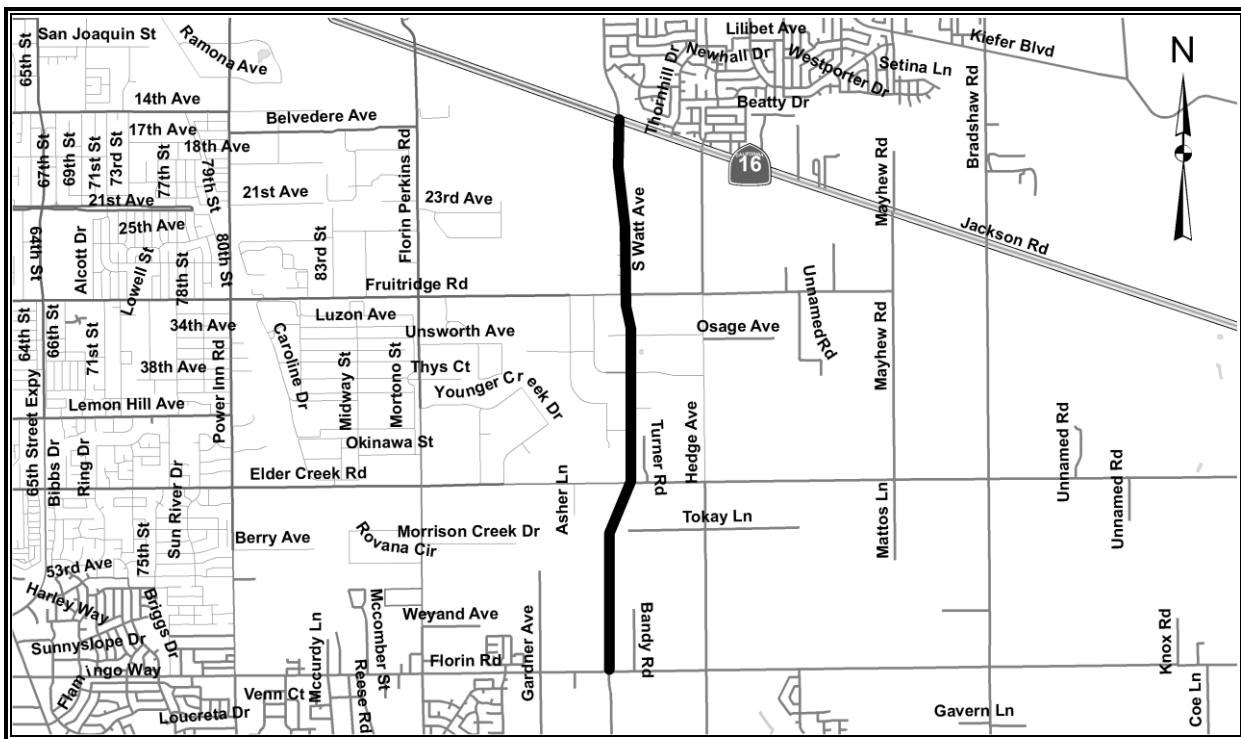 San Joaquin St
65th St
Ramona Ave
Lilibet Ave
Kiefer Blvd
Newhall Dr
Westporter Dr
Setina Ln
Thornhill Dr
Beatty Dr
Bradshaw Rd
N
14th Ave
Belvedere Ave
17th Ave
18th Ave
67th St
69th St
71st St
73rd St
77th St
79th St
Florin Perkins Rd
16
Mayhew Rd
21st Ave
21st Ave
23rd Ave
25th Ave
64th St
Alcott Dr
Lowell St
78th St
80th St
83rd St
S Watt Ave
Jackson Rd
Fruitridge Rd
Unnamed Rd
64th St
66th St
71st St
34th Ave
Luzon Ave
Unsworth Ave
Osage Ave
Mayhew Rd
38th Ave
Power Inn Rd
Caroline Dr
Midway St
Mortono St
Thys Ct
Younger Creek Dr
Lemon Hill Ave
65th Street Expy
Bibbs Dr
Ring Dr
Okinawa St
Turner Rd
Hedge Ave
Unnamed Rd
Unnamed Rd
Elder Creek Rd
Sun River Dr
75th St
Asher Ln
Tokay Ln
Mattos Ln
Berry Ave
Rovana Cir
Morrison Creek Dr
53rd Ave
Harley Way
Briggs Dr
Mccomber St
Weyand Ave
Gardner Ave
Bandy Rd
Knox Rd
Sunnyslope Dr
Mccurdy Ln
Reese Rd
Florin Rd
Flamingo Way
Venn Ct
Loucreta Dr
Gavern Ln
Coe Ln